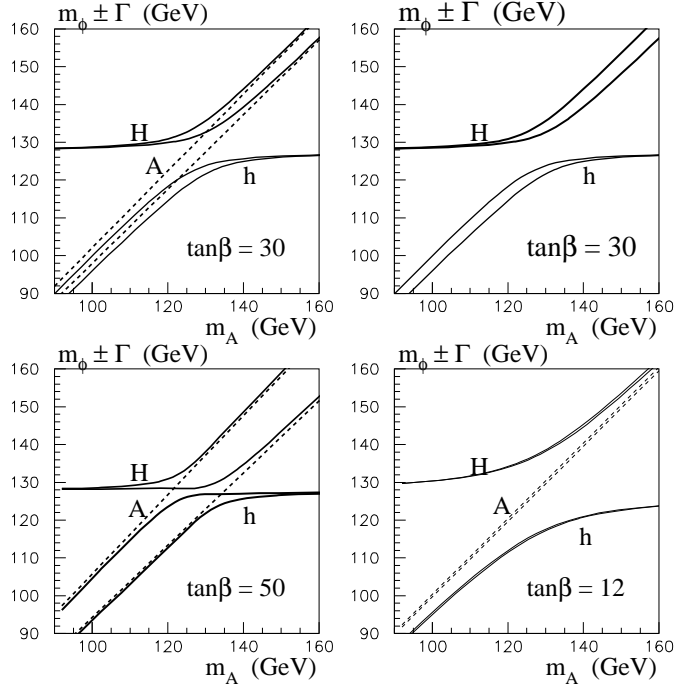 m_ϕ ± Γ (GeV)
160
150
140
130
120
110
100
90
H
A
h
tanβ = 30
100 120 140 160
m_A (GeV)
m_ϕ ± Γ (GeV)
160
150
140
130
120
110
100
90
H
h
tanβ = 30
100 120 140 160
m_A (GeV)
m_ϕ ± Γ (GeV)
160
150
140
130
120
110
100
90
H
A
h
tanβ = 50
100 120 140 160
m_A (GeV)
m_ϕ ± Γ (GeV)
160
150
140
130
120
110
100
90
H
A
h
tanβ = 12
100 120 140 160
m_A (GeV)